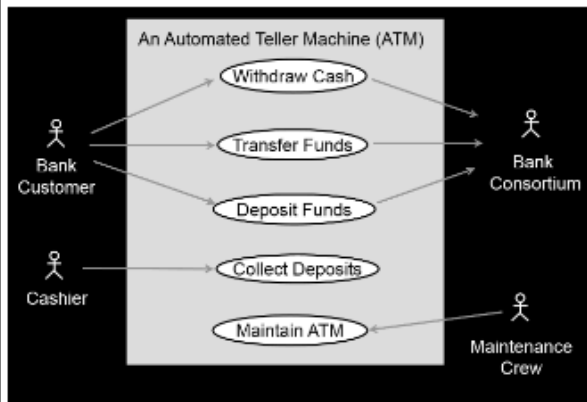 An Automated Teller Machine (ATM)
Withdraw Cash
Transfer Funds
Bank
Customer
Bank
Consortium
Deposit Funds
Collect Deposits
Cashier
Maintain ATM
Maintenance
Crew